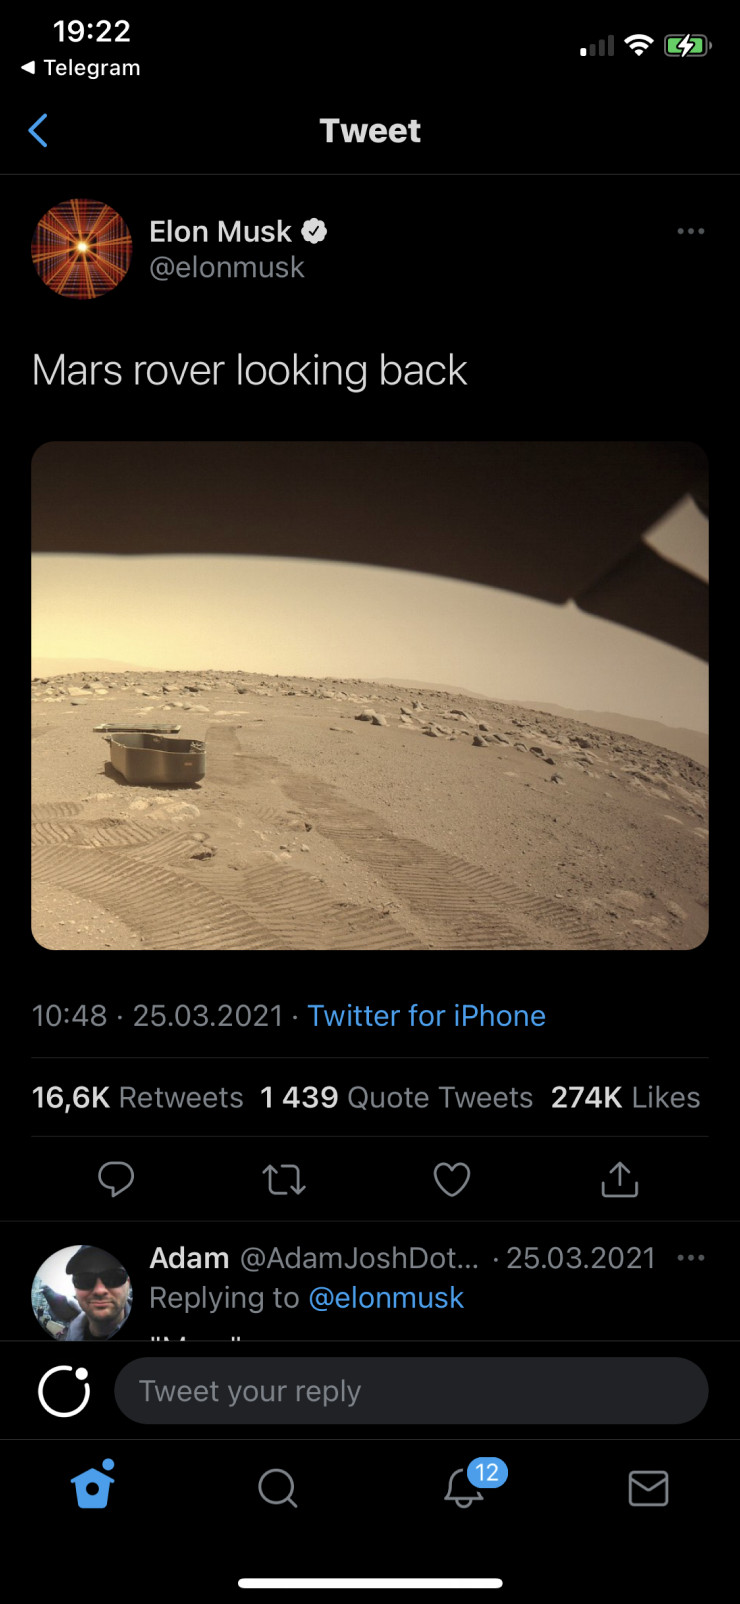 19:22
◀ Telegram
Tweet
Elon Musk
@elonmusk
Mars rover looking back
10:48 · 25.03.2021 · Twitter for iPhone
16,6K Retweets 1 439 Quote Tweets 274K Likes
Adam @AdamJoshDot... · 25.03.2021
Replying to @elonmusk
Tweet your reply
12